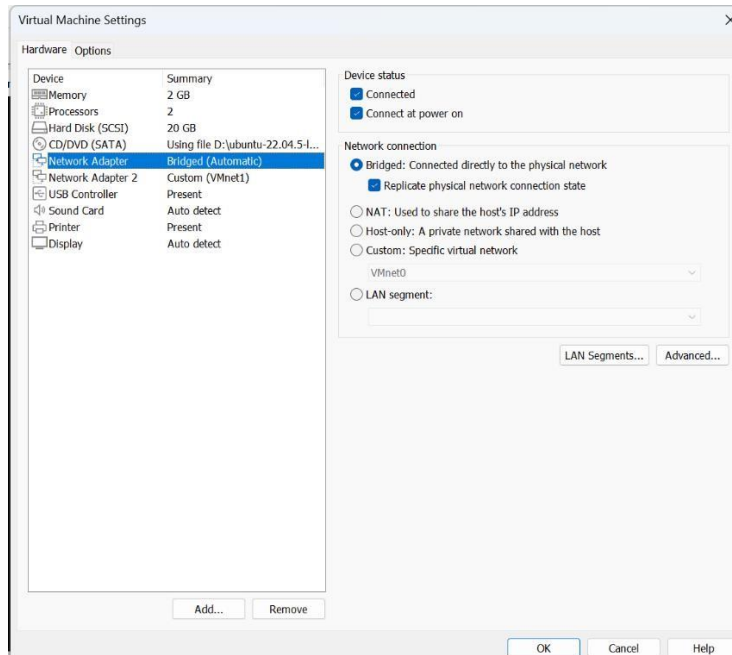 Virtual Machine Settings
Hardware Options
Device Summary
Memory 2 GB
Processors 2
Hard Disk (SCSI) 20 GB
CD/DVD (SATA) Using file D:\ubuntu-22.04.5-l...
Network Adapter Bridged (Automatic)
Network Adapter 2 Custom (VMnet1)
USB Controller Present
Sound Card Auto detect
Printer Present
Display Auto detect
Add... Remove
Device status
Connected
Connect at power on
Network connection
Bridged: Connected directly to the physical network
Replicate physical network connection state
NAT: Used to share the host's IP address
Host-only: A private network shared with the host
Custom: Specific virtual network
VMnet0
LAN segment:
LAN Segments... Advanced...
OK Cancel Help